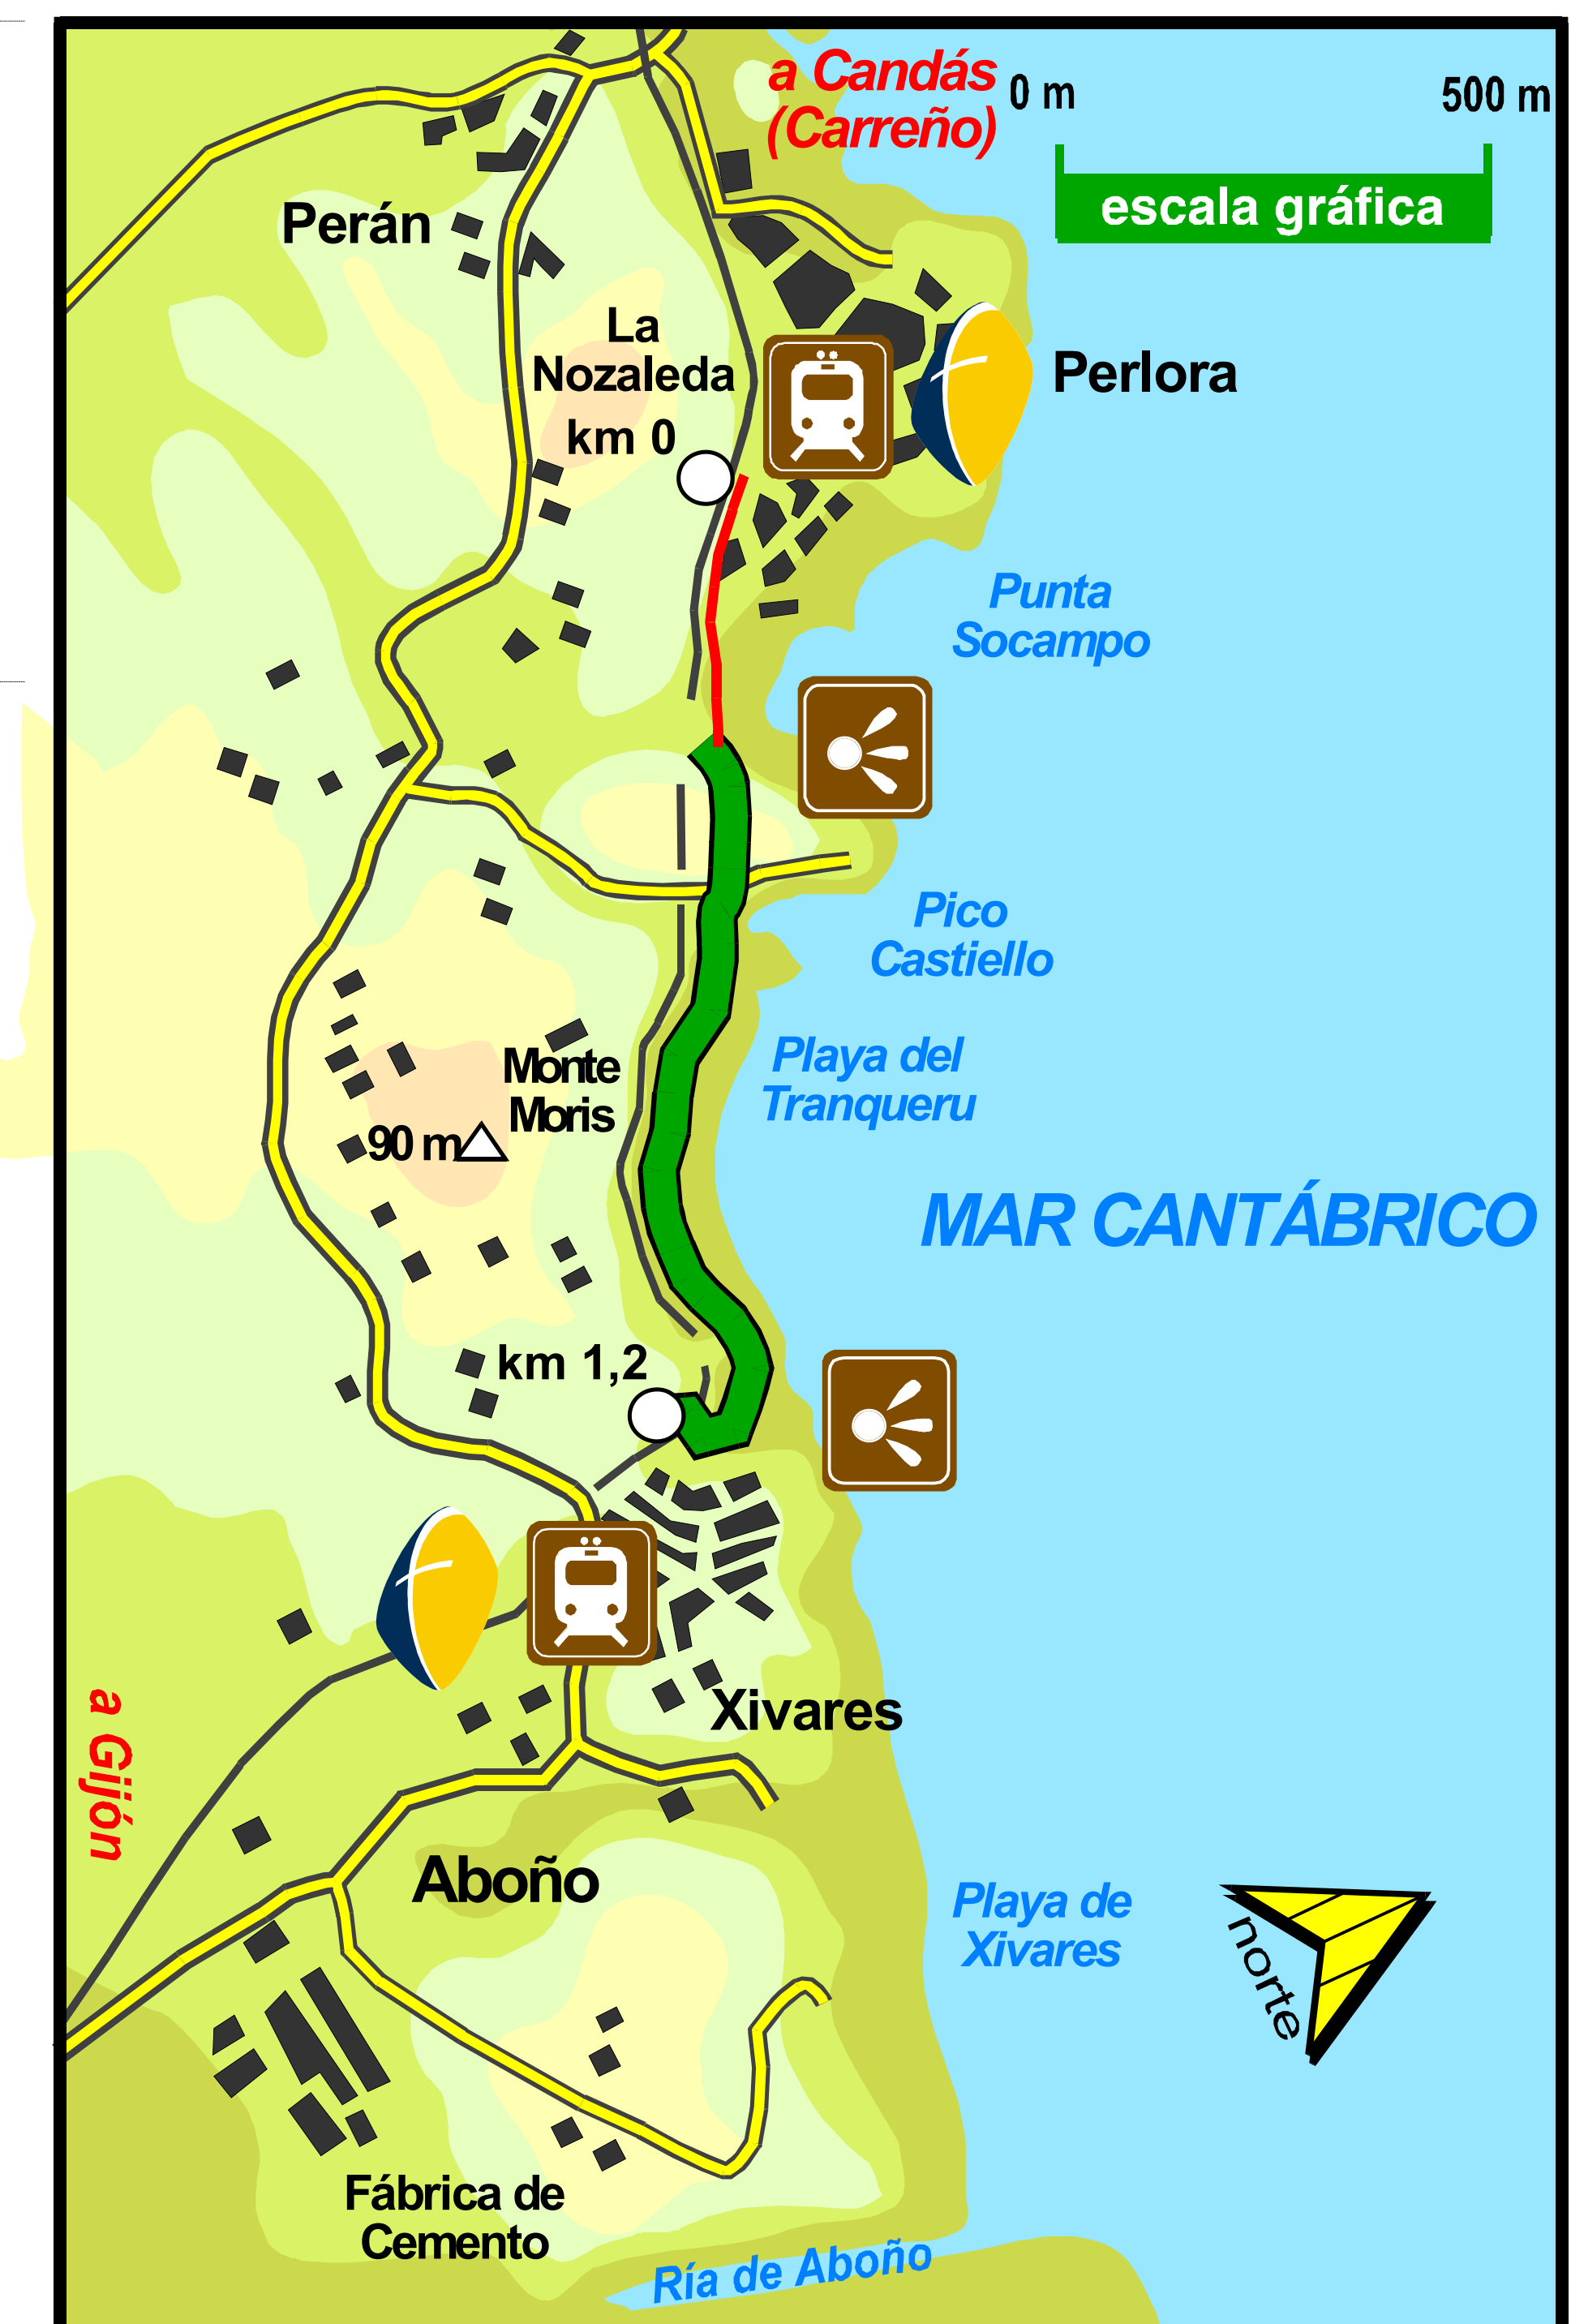 a Candás
(Carreño)
0 m
500 m
escala gráfica
Perán
La
Nozaleda
km 0
Perlora
Punta
Socampo
Pico
Castiello
Playa del
Tranqueru
Monte
Moris
90 m
MAR CANTÁBRICO
km 1,2
Xivares
a Gijón
Aboño
Playa de
Xivares
norte
Fábrica de
Cemento
Ría de Aboño